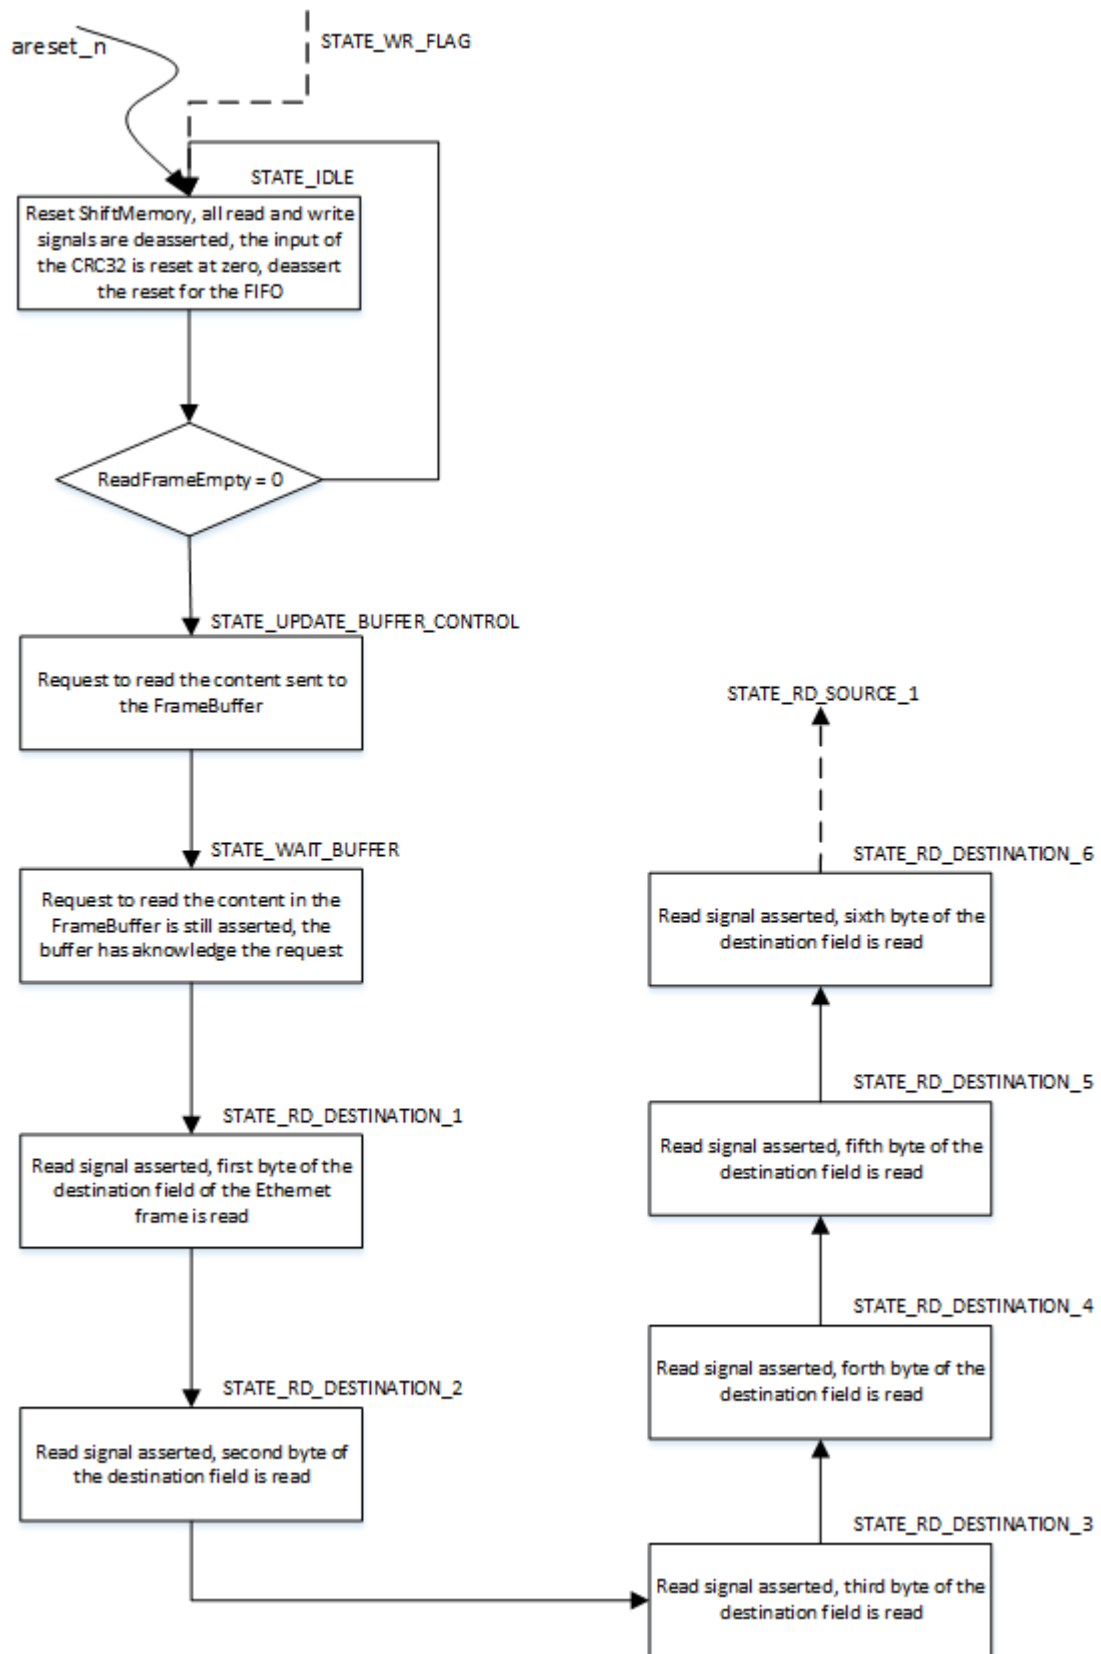 areset_n
STATE_WR_FLAG
STATE_IDLE
Reset ShiftMemory, all read and write
signals are deasserted, the input of
the CRC32 is reset at zero, deassert
the reset for the FIFO
ReadFrameEmpty = 0
STATE_UPDATE_BUFFER_CONTROL
Request to read the content sent to
the FrameBuffer
STATE_WAIT_BUFFER
Request to read the content in the
FrameBuffer is still asserted, the
buffer has aknowledge the request
STATE_RD_DESTINATION_1
Read signal asserted, first byte of the
destination field of the Ethernet
frame is read
STATE_RD_DESTINATION_2
Read signal asserted, second byte of
the destination field is read
STATE_RD_DESTINATION_3
Read signal asserted, third byte of the
destination field is read
STATE_RD_DESTINATION_4
Read signal asserted, forth byte of the
destination field is read
STATE_RD_DESTINATION_5
Read signal asserted, fifth byte of the
destination field is read
STATE_RD_DESTINATION_6
Read signal asserted, sixth byte of the
destination field is read
STATE_RD_SOURCE_1